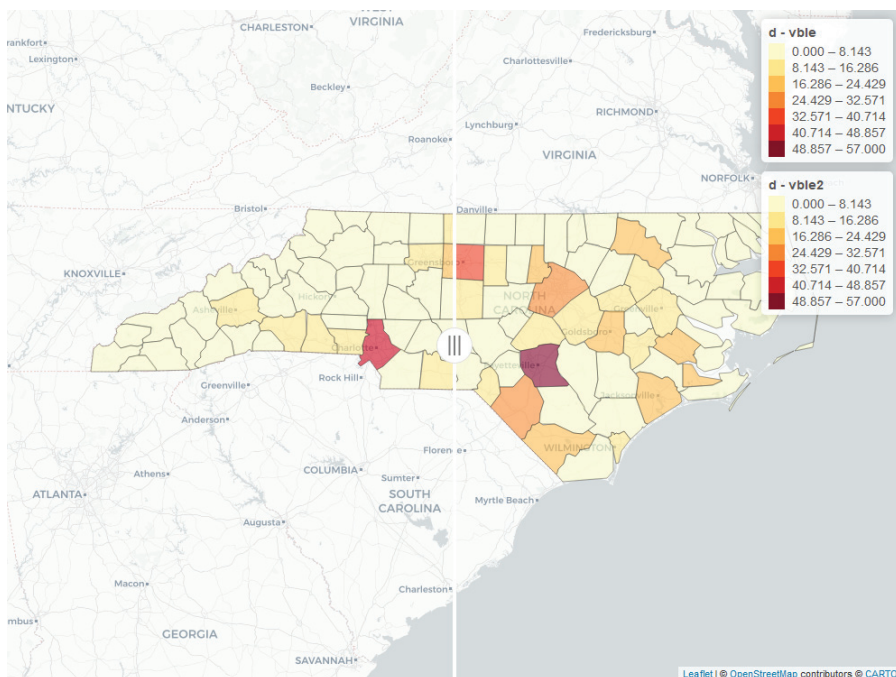 WEST
VIRGINIA
CHARLESTON
Fredericksburg
rankfort
Lexington
Charlottesville
Beckley
NTUCKY
RICHMOND
Lynchburg
Roanoke
VIRGINIA
NORFOLK
Bristol
Danville
KNOXVILLE
Greensboro
Hickory
NORTH
CAROLINA
Asheville
Greenville
Goldsboro
Charlotte
yetteville
Rock Hill
Greenville
Jacksonville
Anderson
WILMINGTON
Florence
COLUMBIA
Athens
Sumter
ATLANTA
SOUTH
CAROLINA
Myrtle Beach
Augusta
Macon
Charleston
mbus
GEORGIA
SAVANNAH
d - vble
0.000 – 8.143
8.143 – 16.286
16.286 – 24.429
24.429 – 32.571
32.571 – 40.714
40.714 – 48.857
48.857 – 57.000
d - vble2
0.000 – 8.143
8.143 – 16.286
16.286 – 24.429
24.429 – 32.571
32.571 – 40.714
40.714 – 48.857
48.857 – 57.000
Leaflet | © OpenStreetMap contributors © CARTO